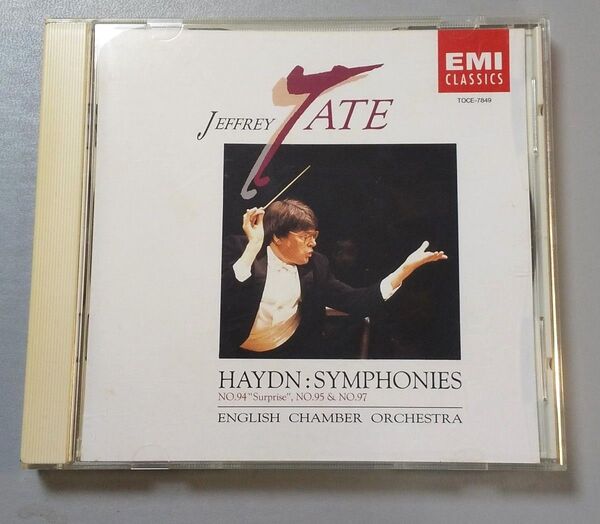 EMI
CLASSICS
TOCE-7849
JEFFREY TATE
HAYDN: SYMPHONIES
NO.94 "Surprise", NO.95 & NO.97
ENGLISH CHAMBER ORCHESTRA